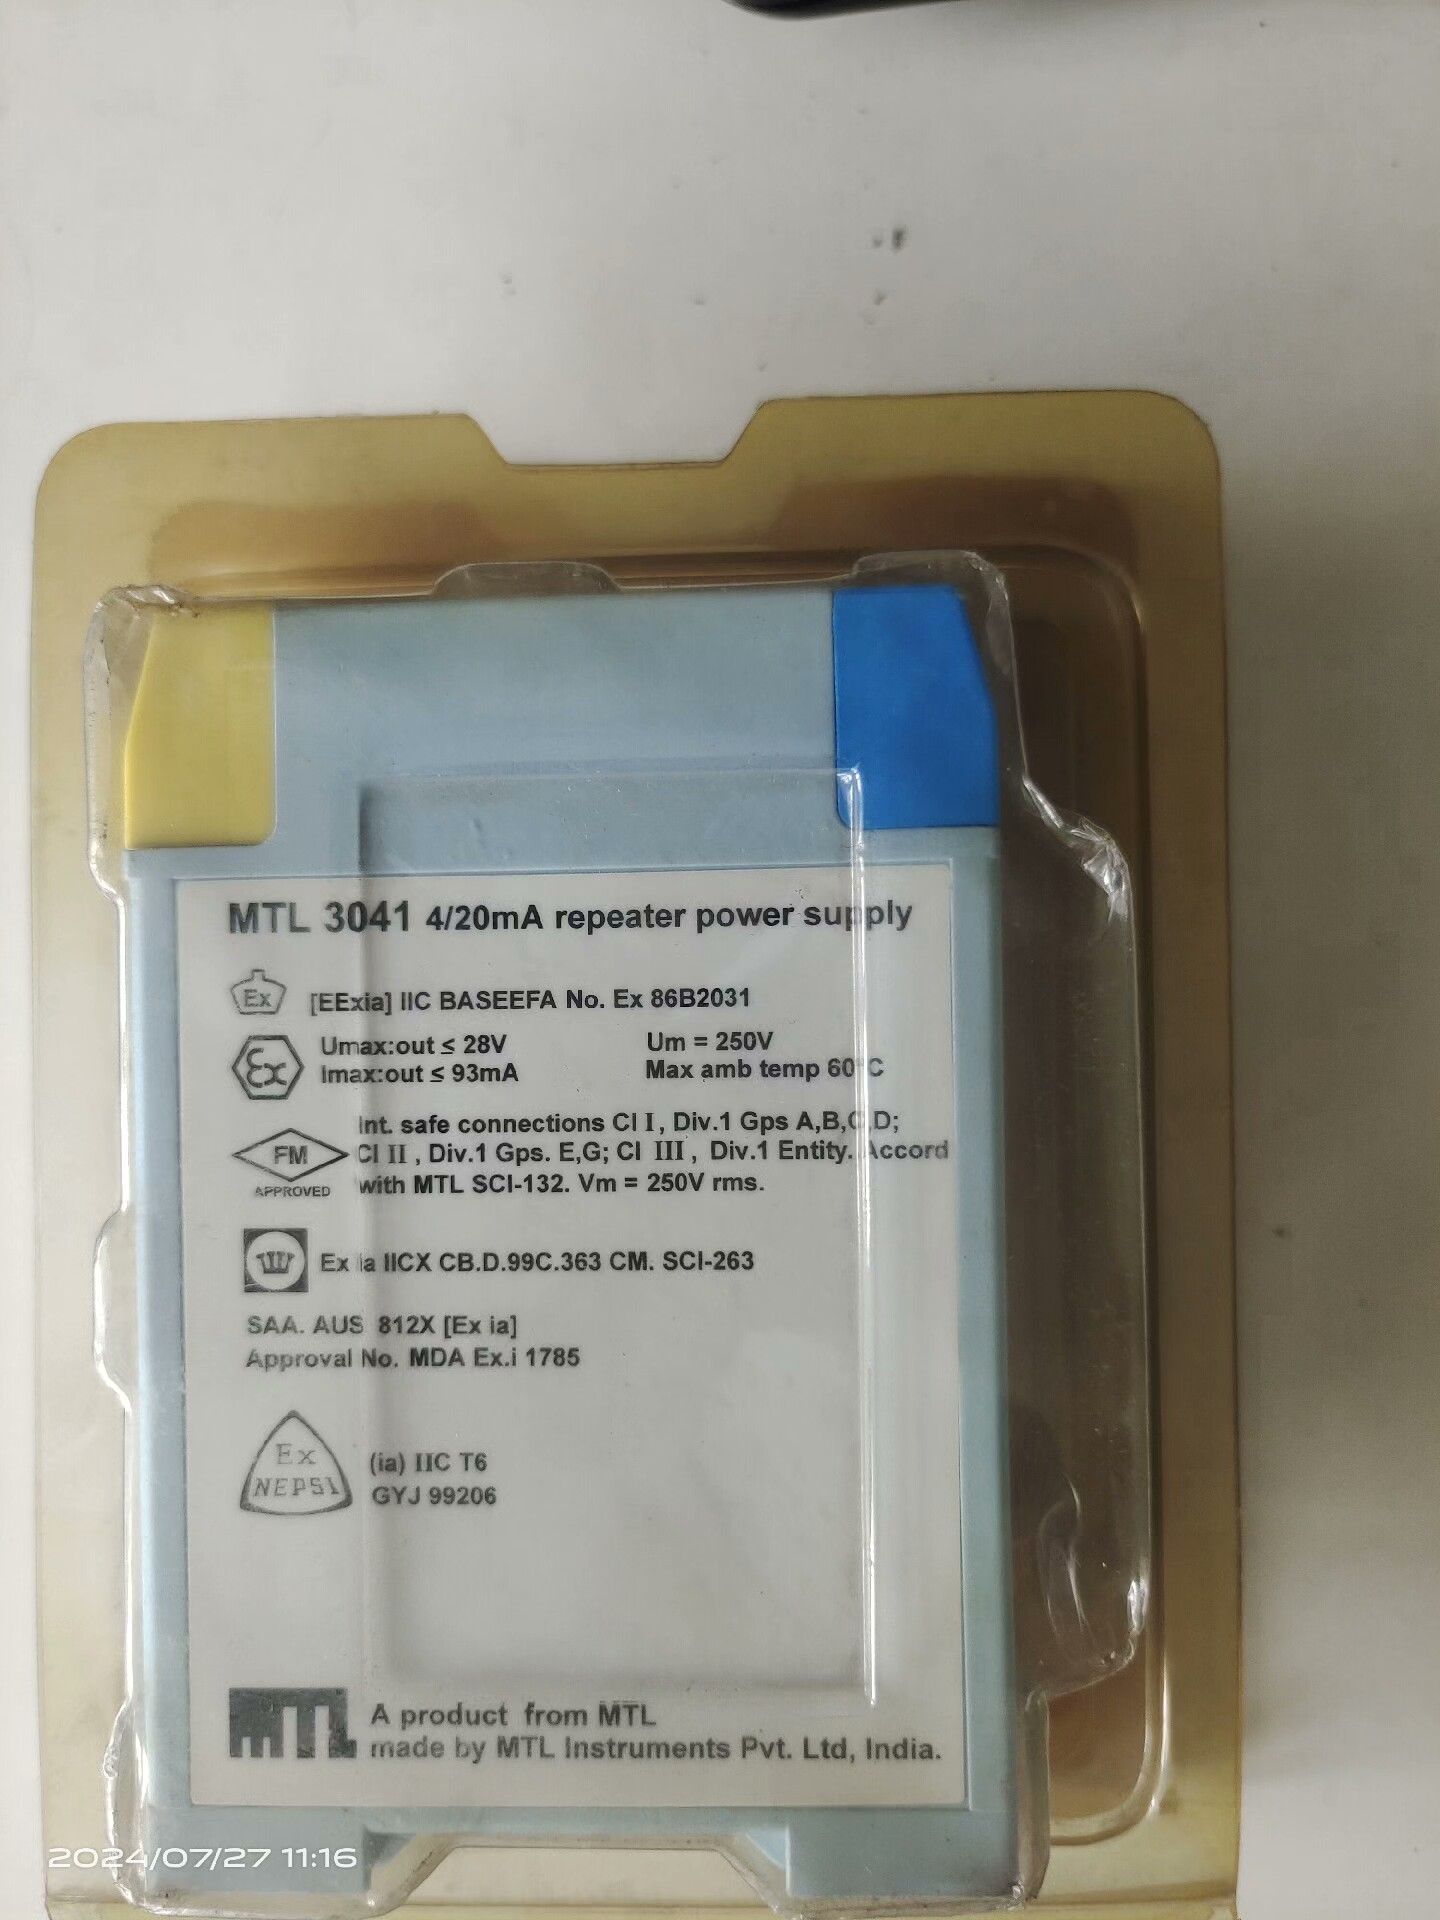 MTL 3041 4/20mA repeater power supply
Ex
[EExia] IIC BASEEFA No. Ex 86B2031
Ex
Umax:out ≤ 28V Um = 250V
Imax:out ≤ 93mA Max amb temp 60°C
FM
APPROVED
Int. safe connections Cl I, Div.1 Gps A,B,C,D;
Cl II, Div.1 Gps. E,G; Cl III, Div.1 Entity. Accord
with MTL SCI-132. Vm = 250V rms.
Ex ia IICX CB.D.99C.363 CM. SCI-263
SAA. AUS 812X [Ex ia]
Approval No. MDA Ex.i 1785
Ex
NEPSI
(ia) IIC T6
GYJ 99206
MTL
A product from MTL
made by MTL Instruments Pvt. Ltd, India.
2024/07/27 11:16